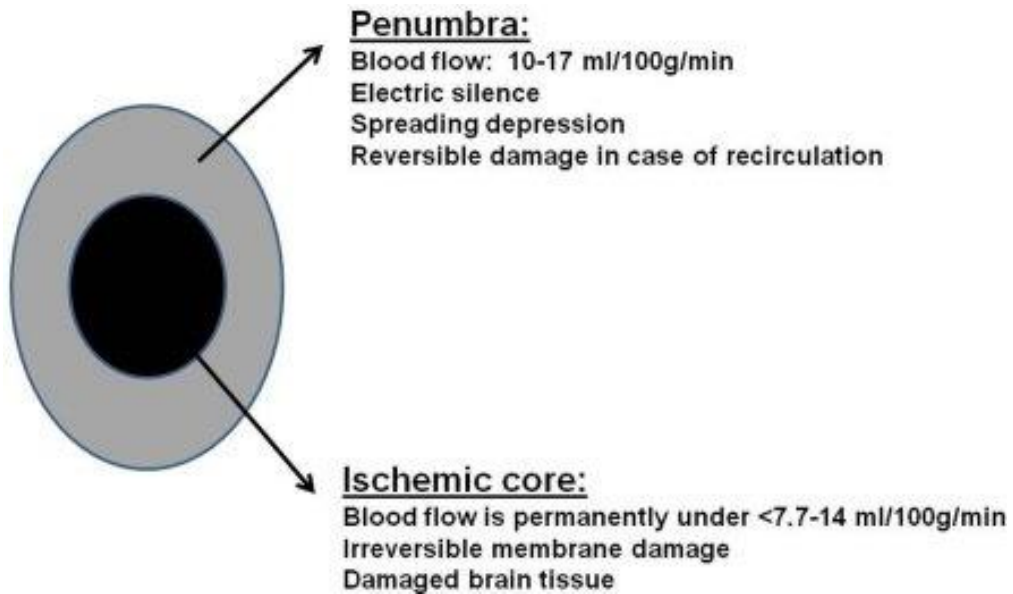 Penumbra:
Blood flow: 10-17 ml/100g/min
Electric silence
Spreading depression
Reversible damage in case of recirculation
Ischemic core:
Blood flow is permanently under <7.7-14 ml/100g/min
Irreversible membrane damage
Damaged brain tissue